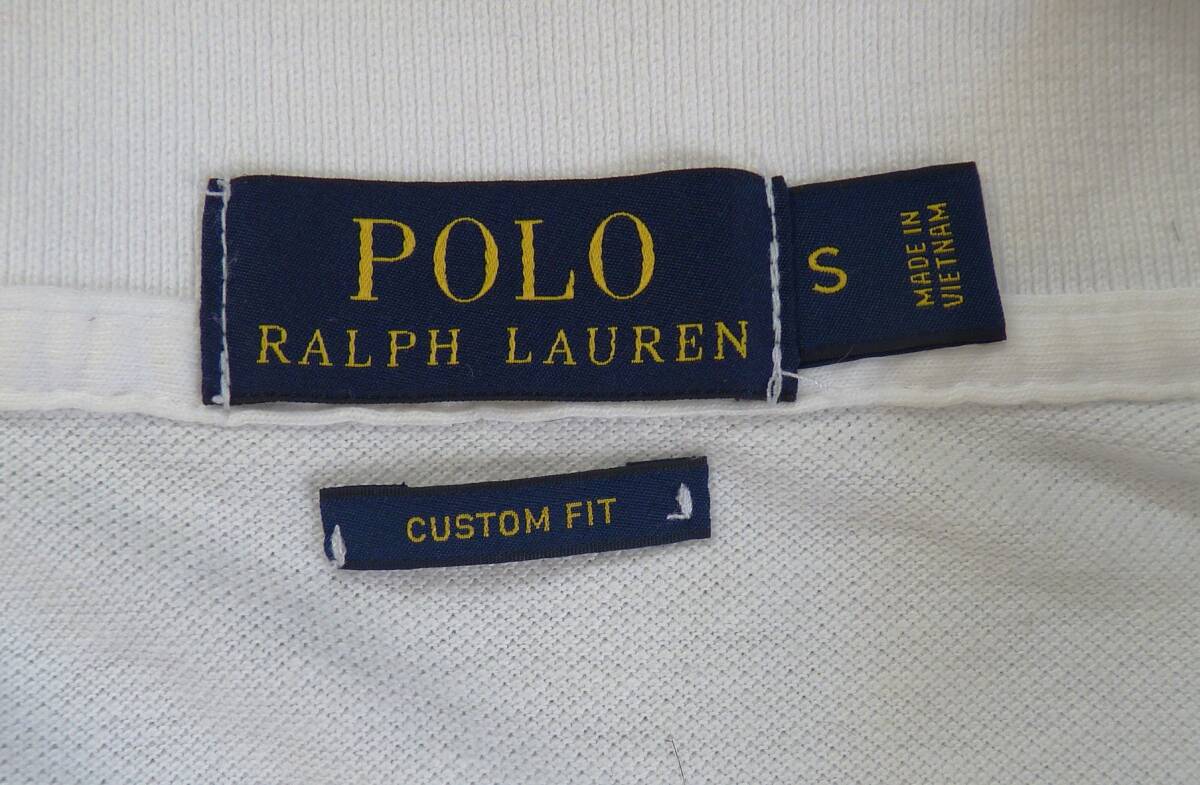 POLO
RALPH LAUREN
S
MADE IN
VIETNAM
CUSTOM FIT